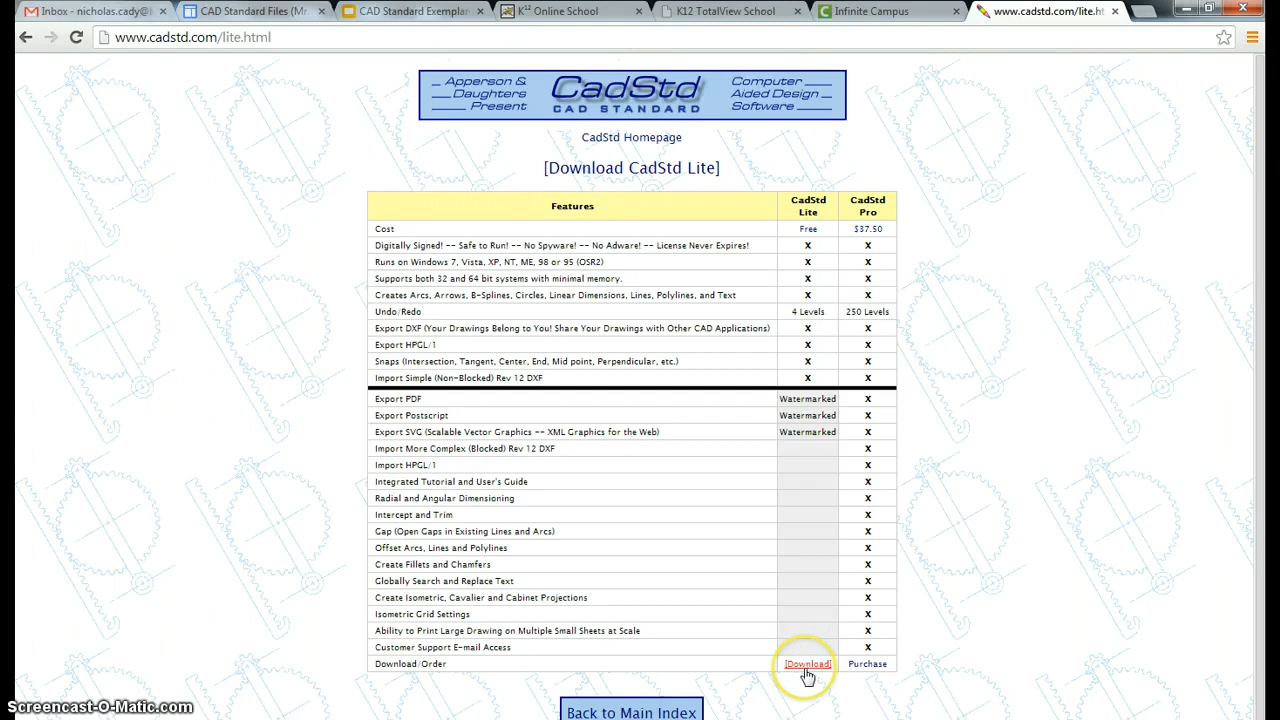 Inbox - nicholas.cady@h
CAD Standard Files (Mr
CAD Standard Exemplar
K12 Online School
K12 TotalView School
Infinite Campus
www.cadstd.com/lite.ht
www.cadstd.com/lite.html
Apperson & Daughters Present
CadStd
CAD STANDARD
Computer Aided Design Software
CadStd Homepage
[Download CadStd Lite]
Features CadStd Lite CadStd Pro
Cost Free $37.50
Digitally Signed! -- Safe to Run! -- No Spyware! -- No Adware! -- License Never Expires! X X
Runs on Windows 7, Vista, XP, NT, ME, 98 or 95 (OSR2) X X
Supports both 32 and 64 bit systems with minimal memory. X X
Creates Arcs, Arrows, B-Splines, Circles, Linear Dimensions, Lines, Polylines, and Text X X
Undo/Redo 4 Levels 250 Levels
Export DXF (Your Drawings Belong to You! Share Your Drawings with Other CAD Applications) X X
Export HPGL/1 X X
Snaps (Intersection, Tangent, Center, End, Mid point, Perpendicular, etc.) X X
Import Simple (Non-Blocked) Rev 12 DXF X X
Export PDF Watermarked X
Export Postscript Watermarked X
Export SVG (Scalable Vector Graphics -- XML Graphics for the Web) Watermarked X
Import More Complex (Blocked) Rev 12 DXF X
Import HPGL/1 X
Integrated Tutorial and User's Guide X
Radial and Angular Dimensioning X
Intercept and Trim X
Gap (Open Gaps in Existing Lines and Arcs) X
Offset Arcs, Lines and Polylines X
Create Fillets and Chamfers X
Globally Search and Replace Text X
Create Isometric, Cavalier and Cabinet Projections X
Isometric Grid Settings X
Ability to Print Large Drawing on Multiple Small Sheets at Scale X
Customer Support E-mail Access X
Download/Order [Download] Purchase
Back to Main Index
Screencast-O-Matic.com